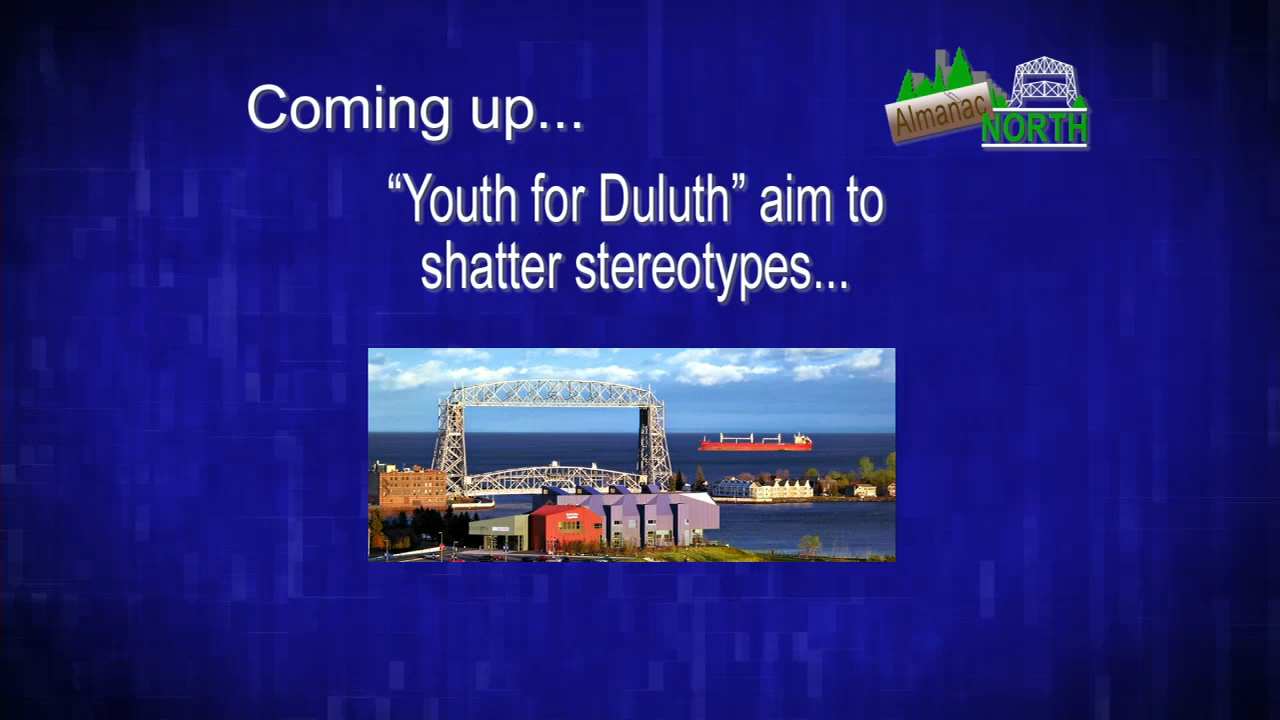 Coming up...
Almanac
NORTH
“Youth for Duluth” aim to
shatter stereotypes...